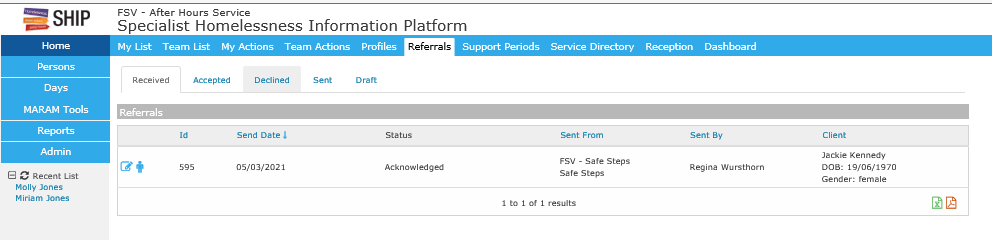 SHIP
FSV - After Hours Service
Specialist Homelessness Information Platform
Home
My List Team List My Actions Team Actions Profiles Referrals Support Periods Service Directory Reception Dashboard
Persons
Days
MARAM Tools
Reports
Admin
Recent List
Molly Jones
Miriam Jones
Received Accepted Declined Sent Draft
Referrals
Id Send Date Status Sent From Sent By Client
595 05/03/2021 Acknowledged FSV - Safe Steps Safe Steps Regina Wursthorn Jackie Kennedy
DOB: 19/06/1970
Gender: female
1 to 1 of 1 results